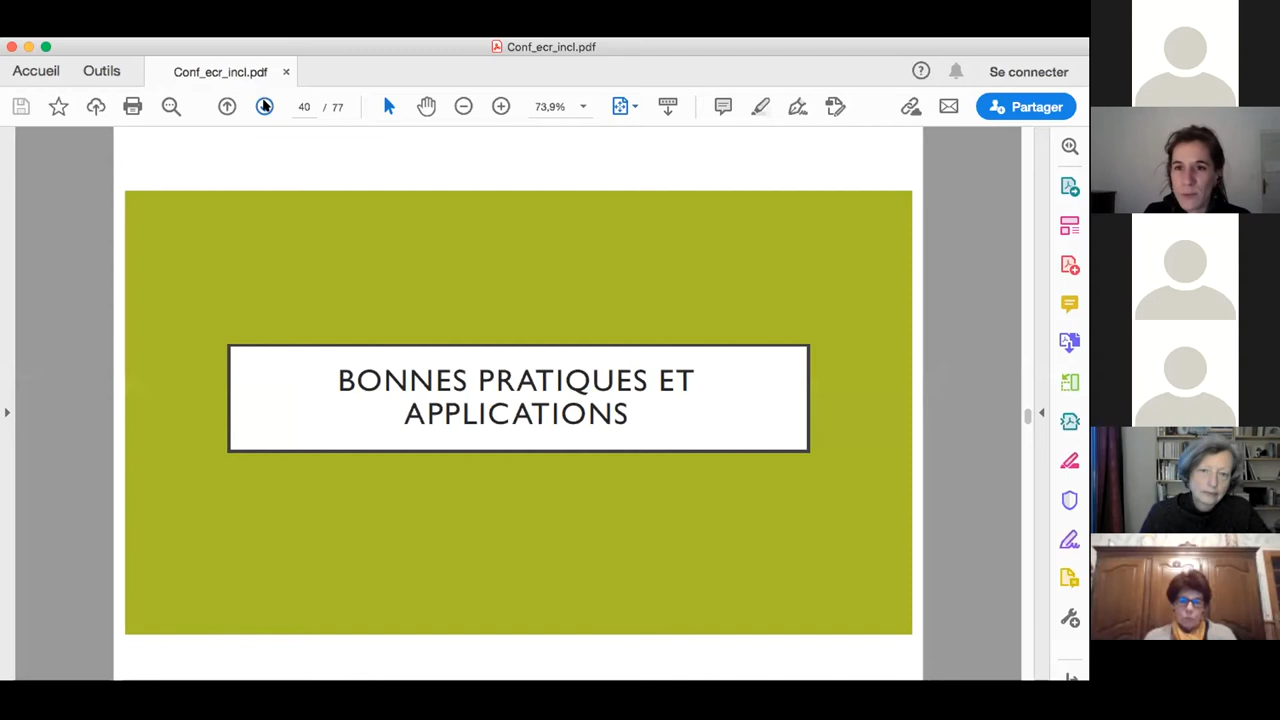 Conf_ecr_incl.pdf
Accueil
Outils
Conf_ecr_incl.pdf
Se connecter
40 / 77
73,9%
Partager
BONNES PRATIQUES ET
APPLICATIONS